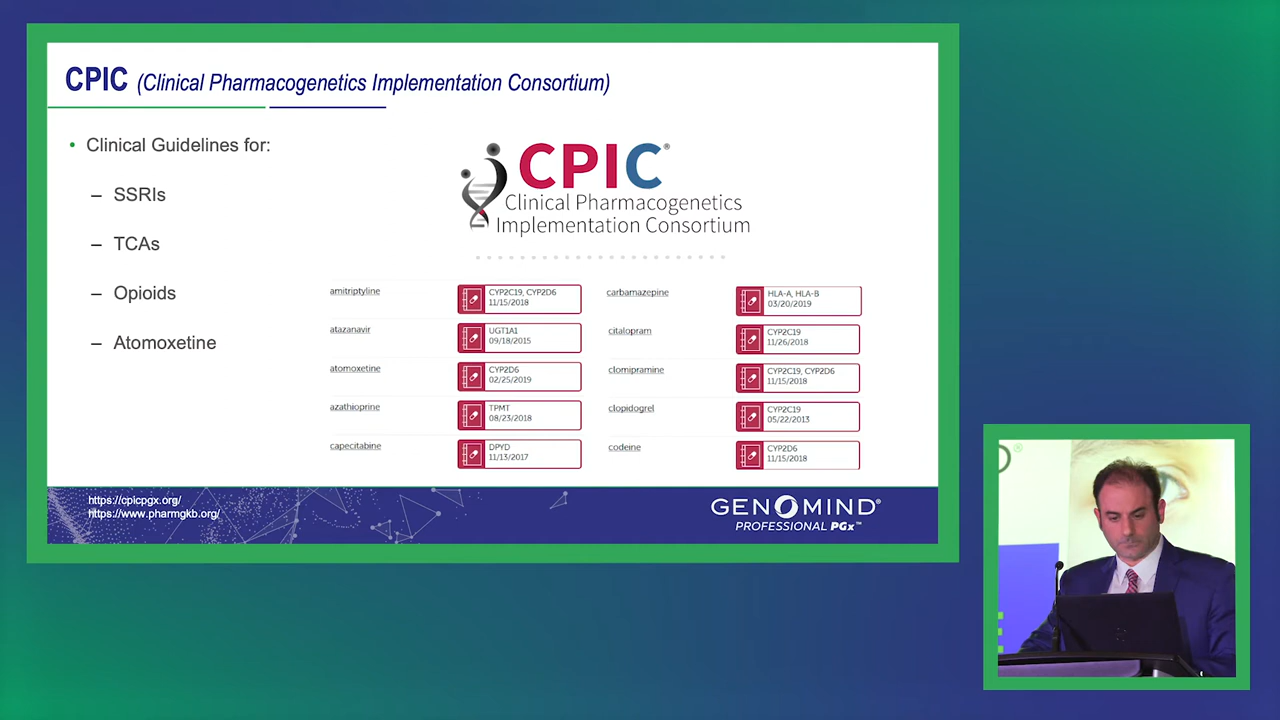 CPIC (Clinical Pharmacogenetics Implementation Consortium)
• Clinical Guidelines for:
– SSRIs
– TCAs
– Opioids
– Atomoxetine
CPIC®
Clinical Pharmacogenetics
Implementation Consortium
amitriptyline
CYP2C19, CYP2D6
11/15/2018
atazanavir
UGT1A1
09/18/2015
atomoxetine
CYP2D6
02/25/2019
azathioprine
TPMT
08/23/2018
capecitabine
DPYD
11/13/2017
carbamazepine
HLA-A, HLA-B
03/20/2019
citalopram
CYP2C19
11/26/2018
clomipramine
CYP2C19, CYP2D6
11/15/2018
clopidogrel
CYP2C19
05/22/2013
codeine
CYP2D6
11/15/2018
https://cpicpgx.org/
https://www.pharmgkb.org/
GENOMIND®
PROFESSIONAL PGx™